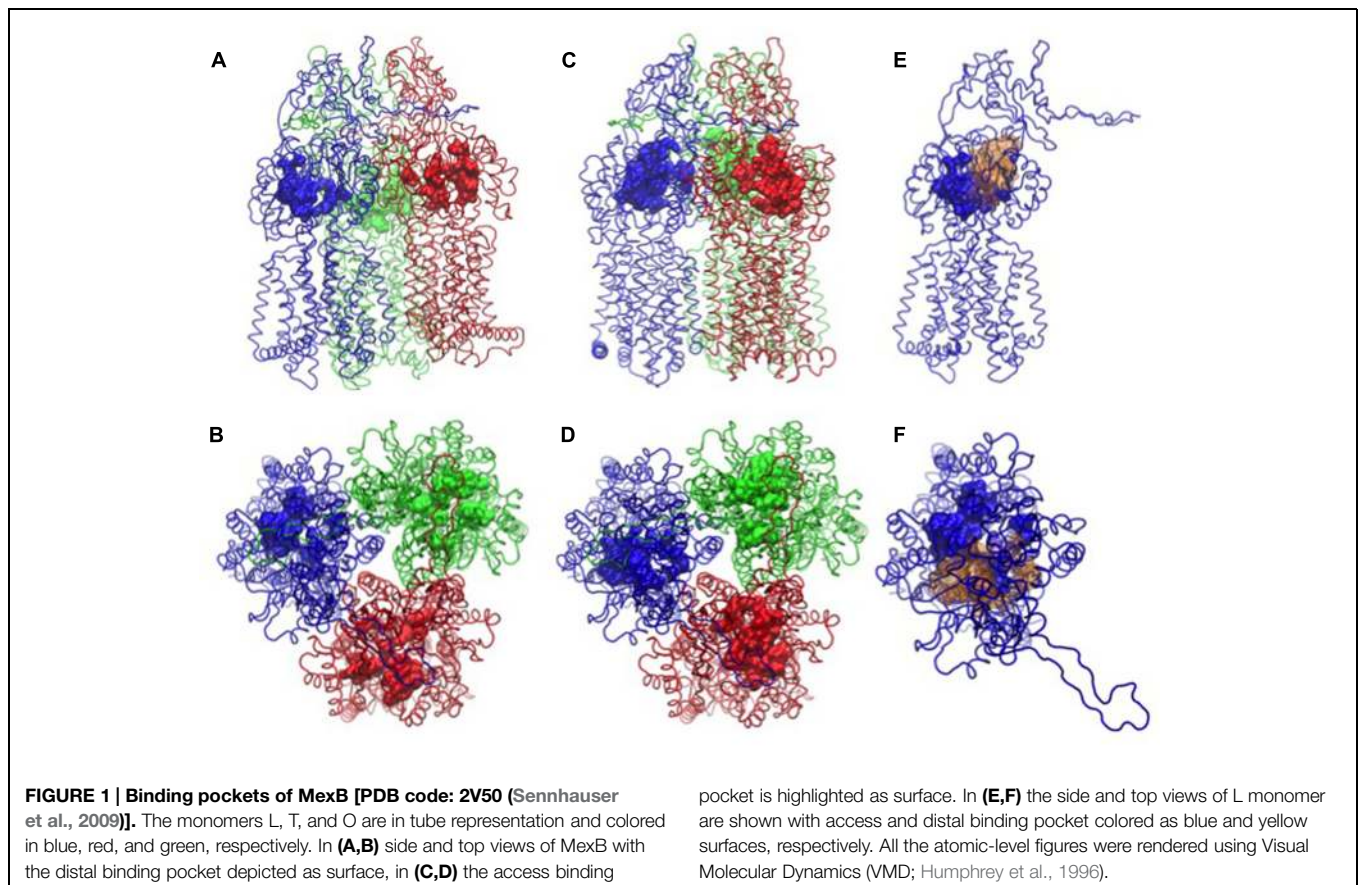 A
C
E
B
D
F
FIGURE 1 | Binding pockets of MexB [PDB code: 2V50 (Sennhauser
et al., 2009)]. The monomers L, T, and O are in tube representation and colored
in blue, red, and green, respectively. In (A,B) side and top views of MexB with
the distal binding pocket depicted as surface, in (C,D) the access binding
pocket is highlighted as surface. In (E,F) the side and top views of L monomer
are shown with access and distal binding pocket colored as blue and yellow
surfaces, respectively. All the atomic-level figures were rendered using Visual
Molecular Dynamics (VMD; Humphrey et al., 1996).